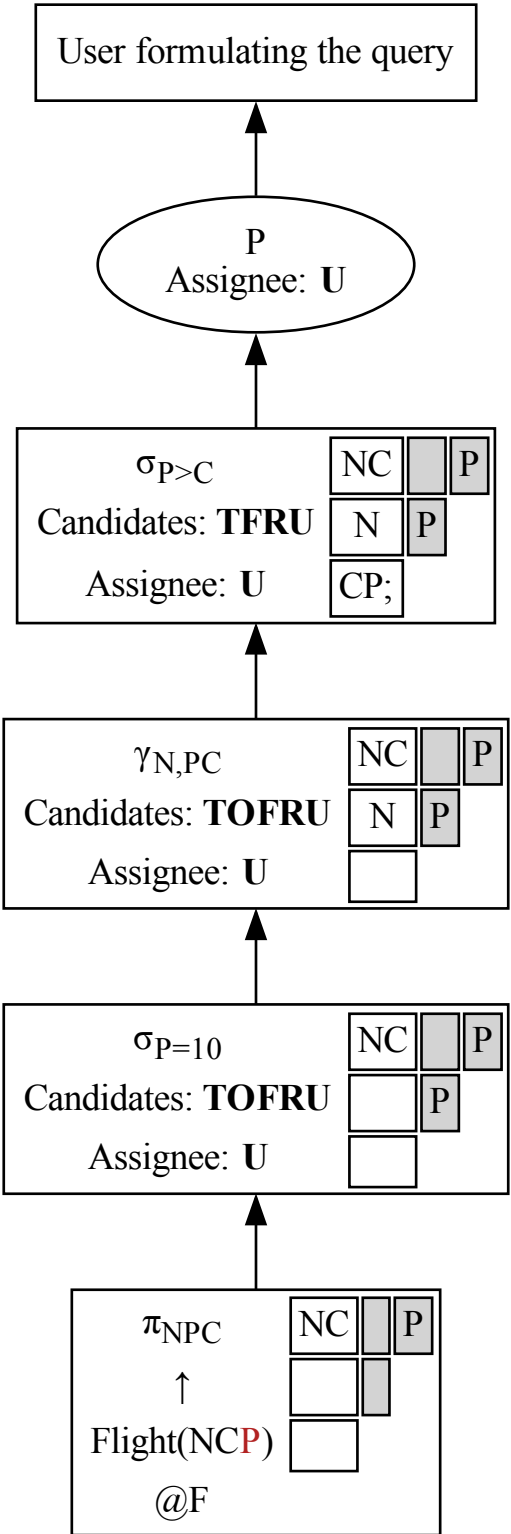 User formulating the query
P
Assignee: U
σP>C
NC P
Candidates: TFRU
N P
Assignee: U
CP;
γN,PC
NC P
Candidates: TOFRU
N P
Assignee: U
σP=10
NC P
Candidates: TOFRU
P
Assignee: U
πNPC
NC P
↑
Flight(NCP)
@F